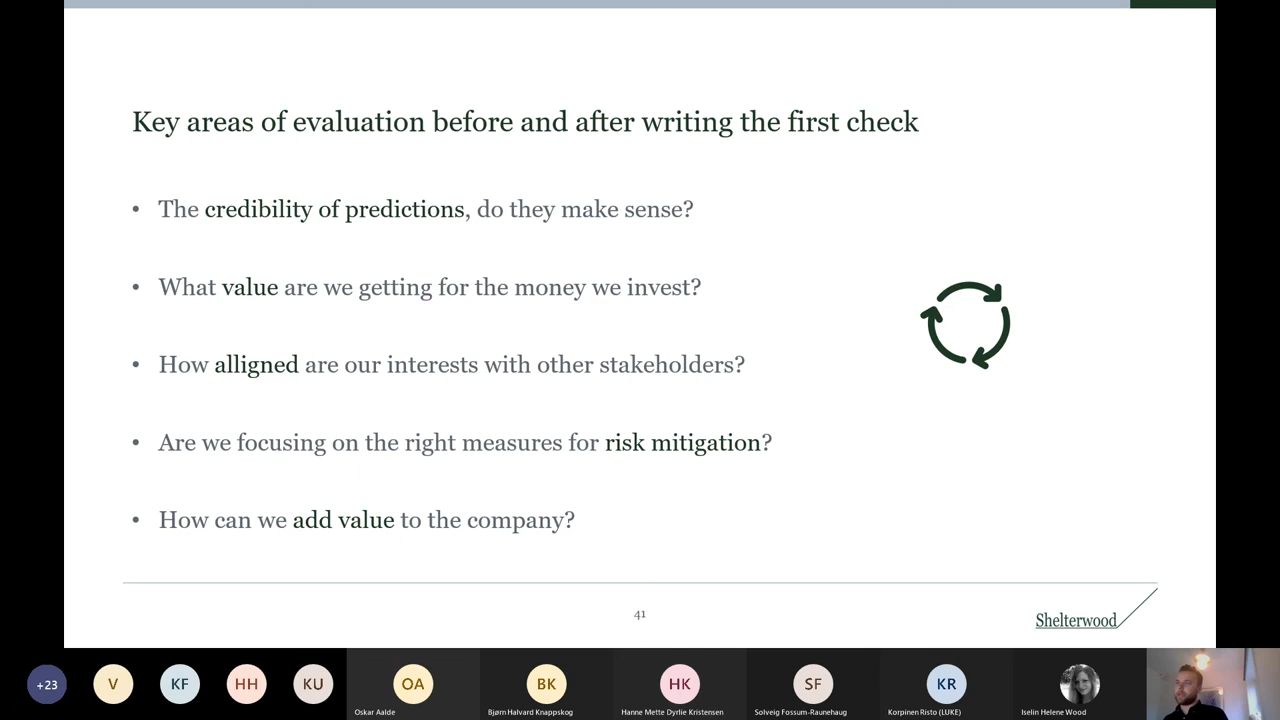 Key areas of evaluation before and after writing the first check
• The credibility of predictions, do they make sense?
• What value are we getting for the money we invest?
• How alligned are our interests with other stakeholders?
• Are we focusing on the right measures for risk mitigation?
• How can we add value to the company?
41
Shelterwood
+23 V KF HH KU OA BK HK SF KR
Oskar Aalde Bjørn Halvard Knappskog Hanne Mette Dyrlie Kristensen Solveig Fossum-Raunehaug Korpinen Risto (LUKE) Iselin Helene Wood